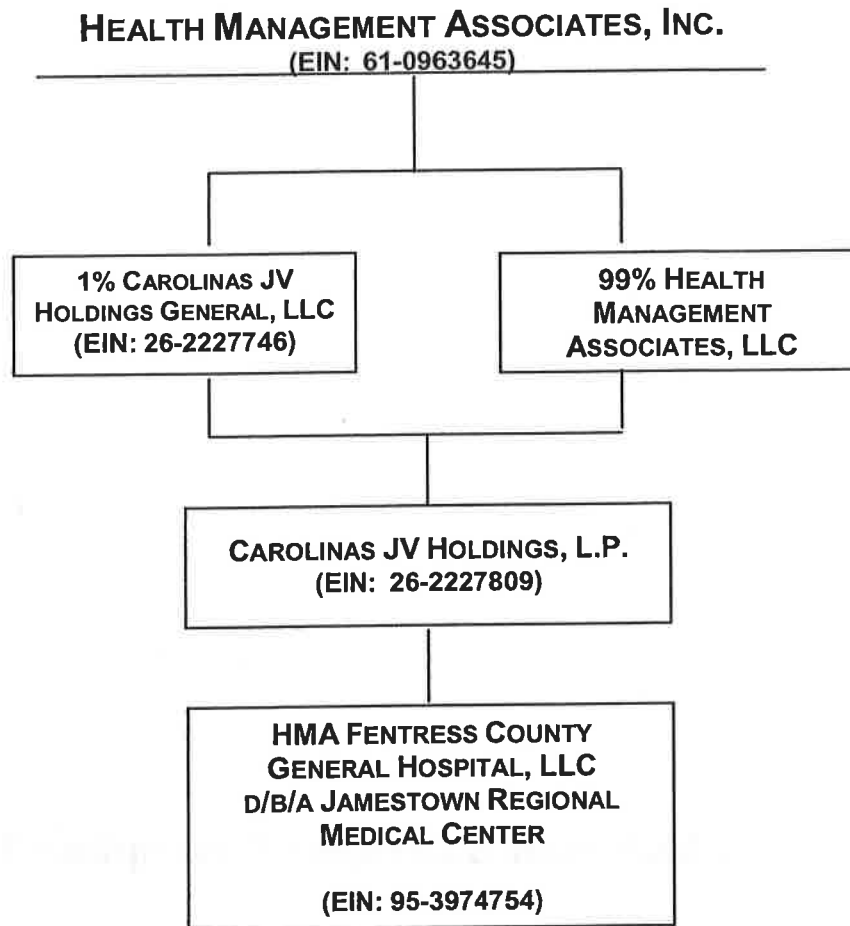 HEALTH MANAGEMENT ASSOCIATES, INC.
(EIN: 61-0963645)
1% CAROLINAS JV
HOLDINGS GENERAL, LLC
(EIN: 26-2227746)
99% HEALTH
MANAGEMENT
ASSOCIATES, LLC
CAROLINAS JV HOLDINGS, L.P.
(EIN: 26-2227809)
HMA FENTRESS COUNTY
GENERAL HOSPITAL, LLC
D/B/A JAMESTOWN REGIONAL
MEDICAL CENTER
(EIN: 95-3974754)